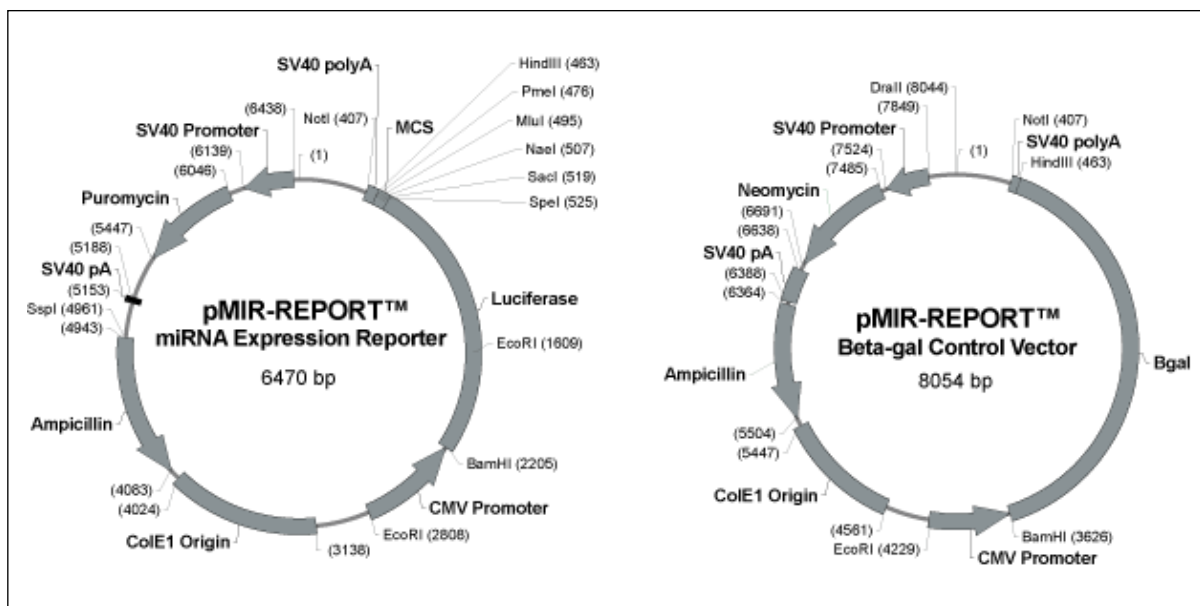 SV40 polyA
HindIII (463)
PmeI (476)
MluI (495)
NaeI (507)
SacI (519)
SpeI (525)
MCS
NotI (407)
(1)
(6438)
SV40 Promoter
(6139)
(6046)
Puromycin
(5447)
(5188)
SV40 pA
(5153)
SspI (4961)
(4943)
Ampicillin
(4083)
(4024)
ColE1 Origin
(3138)
EcoRI (2808)
CMV Promoter
BamHI (2205)
EcoRI (1609)
Luciferase
pMIR-REPORT™
miRNA Expression Reporter
6470 bp
DraII (8044)
(7849)
SV40 Promoter
(7524)
(7485)
Neomycin
(6691)
(6638)
SV40 pA
(6388)
(6364)
Ampicillin
(5504)
(5447)
ColE1 Origin
(4561)
EcoRI (4229)
CMV Promoter
BamHI (3626)
Bgal
HindIII (463)
SV40 polyA
NotI (407)
(1)
pMIR-REPORT™
Beta-gal Control Vector
8054 bp